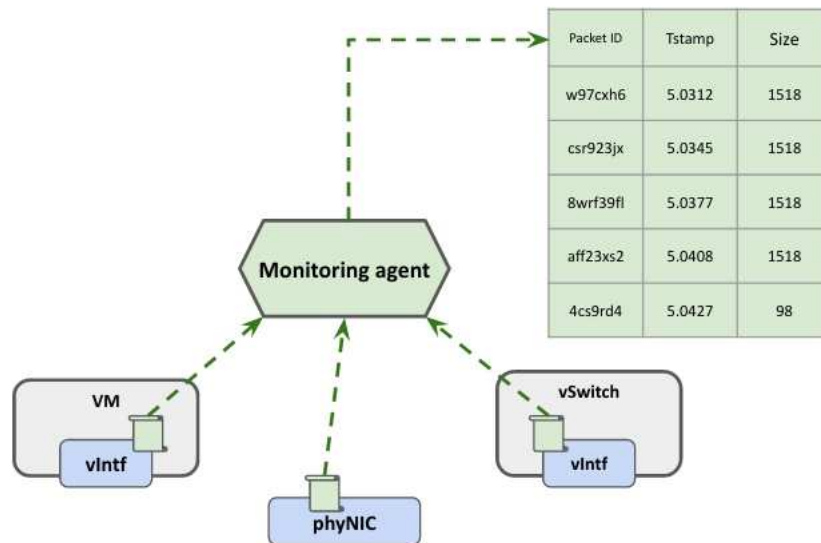 Packet ID Tstamp Size
w97cxh6 5.0312 1518
csr923jx 5.0345 1518
8wrf39fl 5.0377 1518
aff23xs2 5.0408 1518
4cs9rd4 5.0427 98
Monitoring agent
VM
vIntf
phyNIC
vSwitch
vIntf